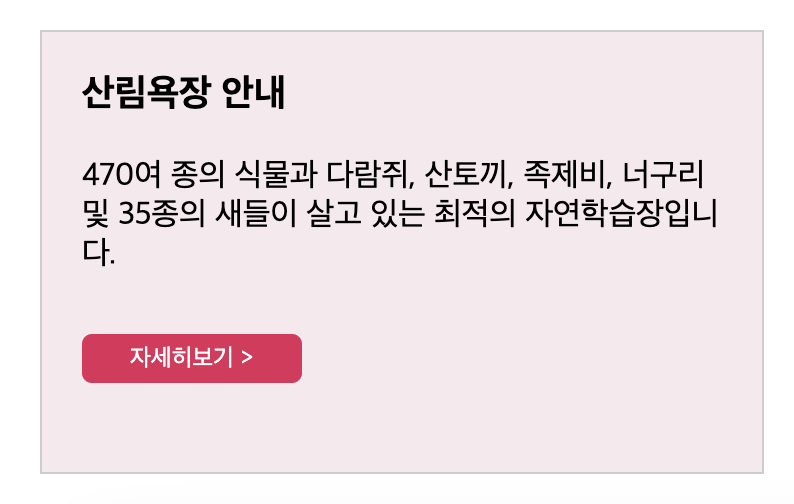 산림욕장 안내
470여 종의 식물과 다람쥐, 산토끼, 족제비, 너구리
및 35종의 새들이 살고 있는 최적의 자연학습장입니
다.
자세히보기 >